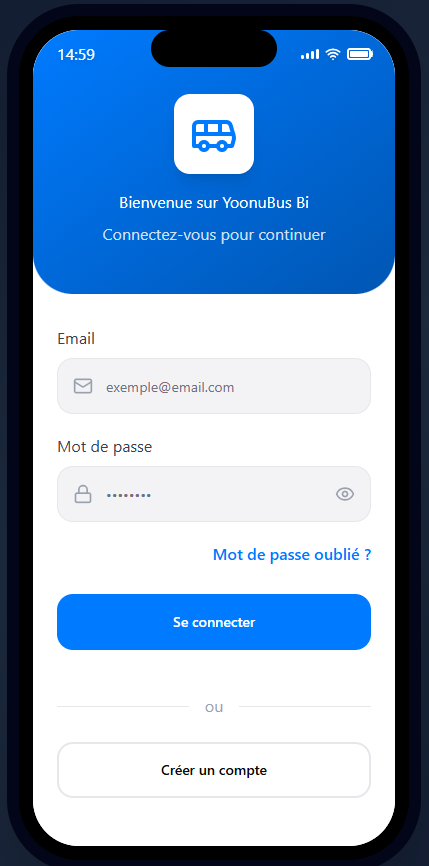 14:59
Bienvenue sur YoonuBus Bi
Connectez-vous pour continuer
Email
exemple@email.com
Mot de passe
••••••••
Mot de passe oublié ?
Se connecter
ou
Créer un compte